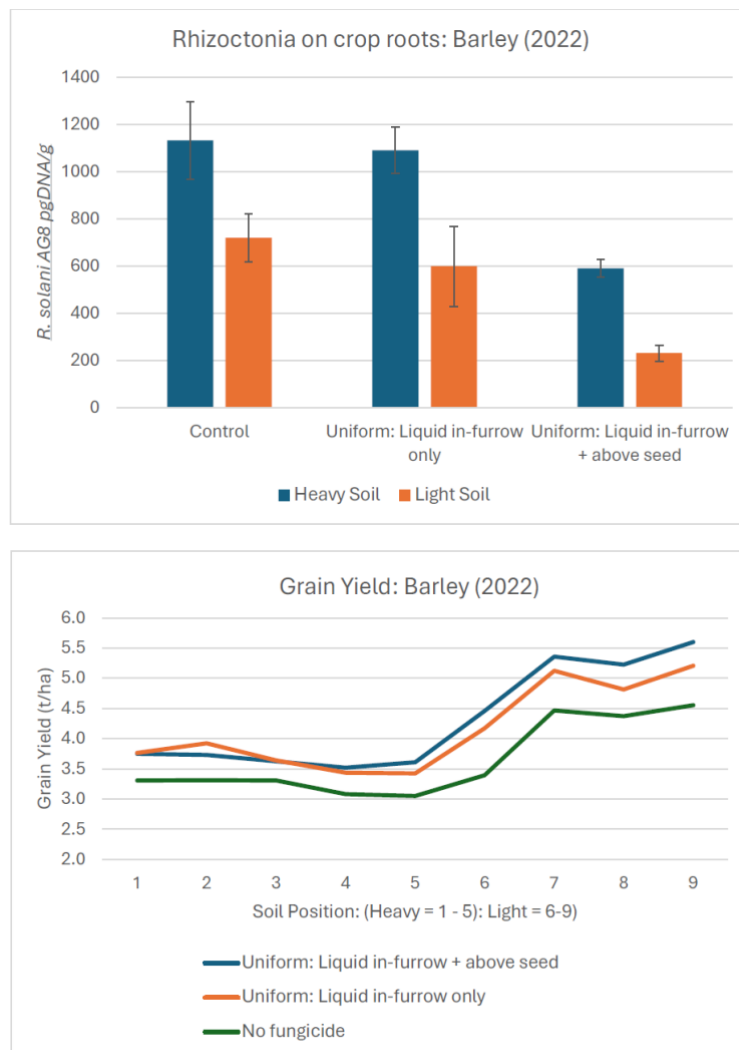 Rhizoctonia on crop roots: Barley (2022)
R. solani AG8 pgDNA/g
1400
1200
1000
800
600
400
200
0
Control
Uniform: Liquid in-furrow
only
Uniform: Liquid in-furrow
+ above seed
Heavy Soil
Light Soil
Grain Yield: Barley (2022)
Grain Yield (t/ha)
6.0
5.5
5.0
4.5
4.0
3.5
3.0
2.5
2.0
1 2 3 4 5 6 7 8 9
Soil Position: (Heavy = 1 - 5): Light = 6-9)
Uniform: Liquid in-furrow + above seed
Uniform: Liquid in-furrow only
No fungicide